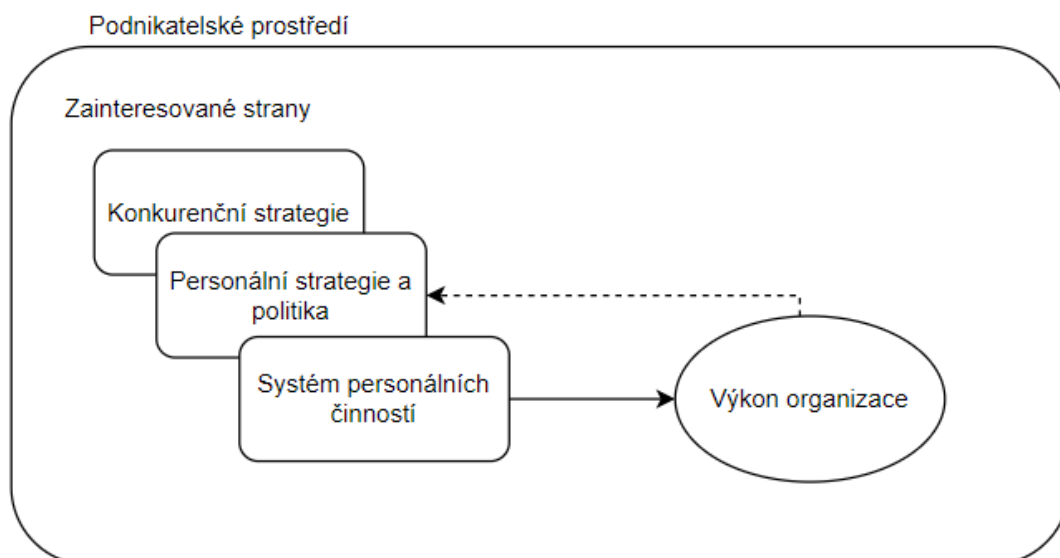 Podnikatelské prostředí
Zainteresované strany
Konkurenční strategie
Personální strategie a
politika
Systém personálních
činností
Výkon organizace